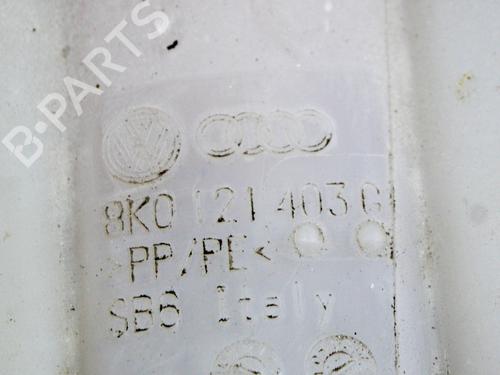 B-PARTS
8K0 121 403 G
>PP/PE<
SB6 Italy